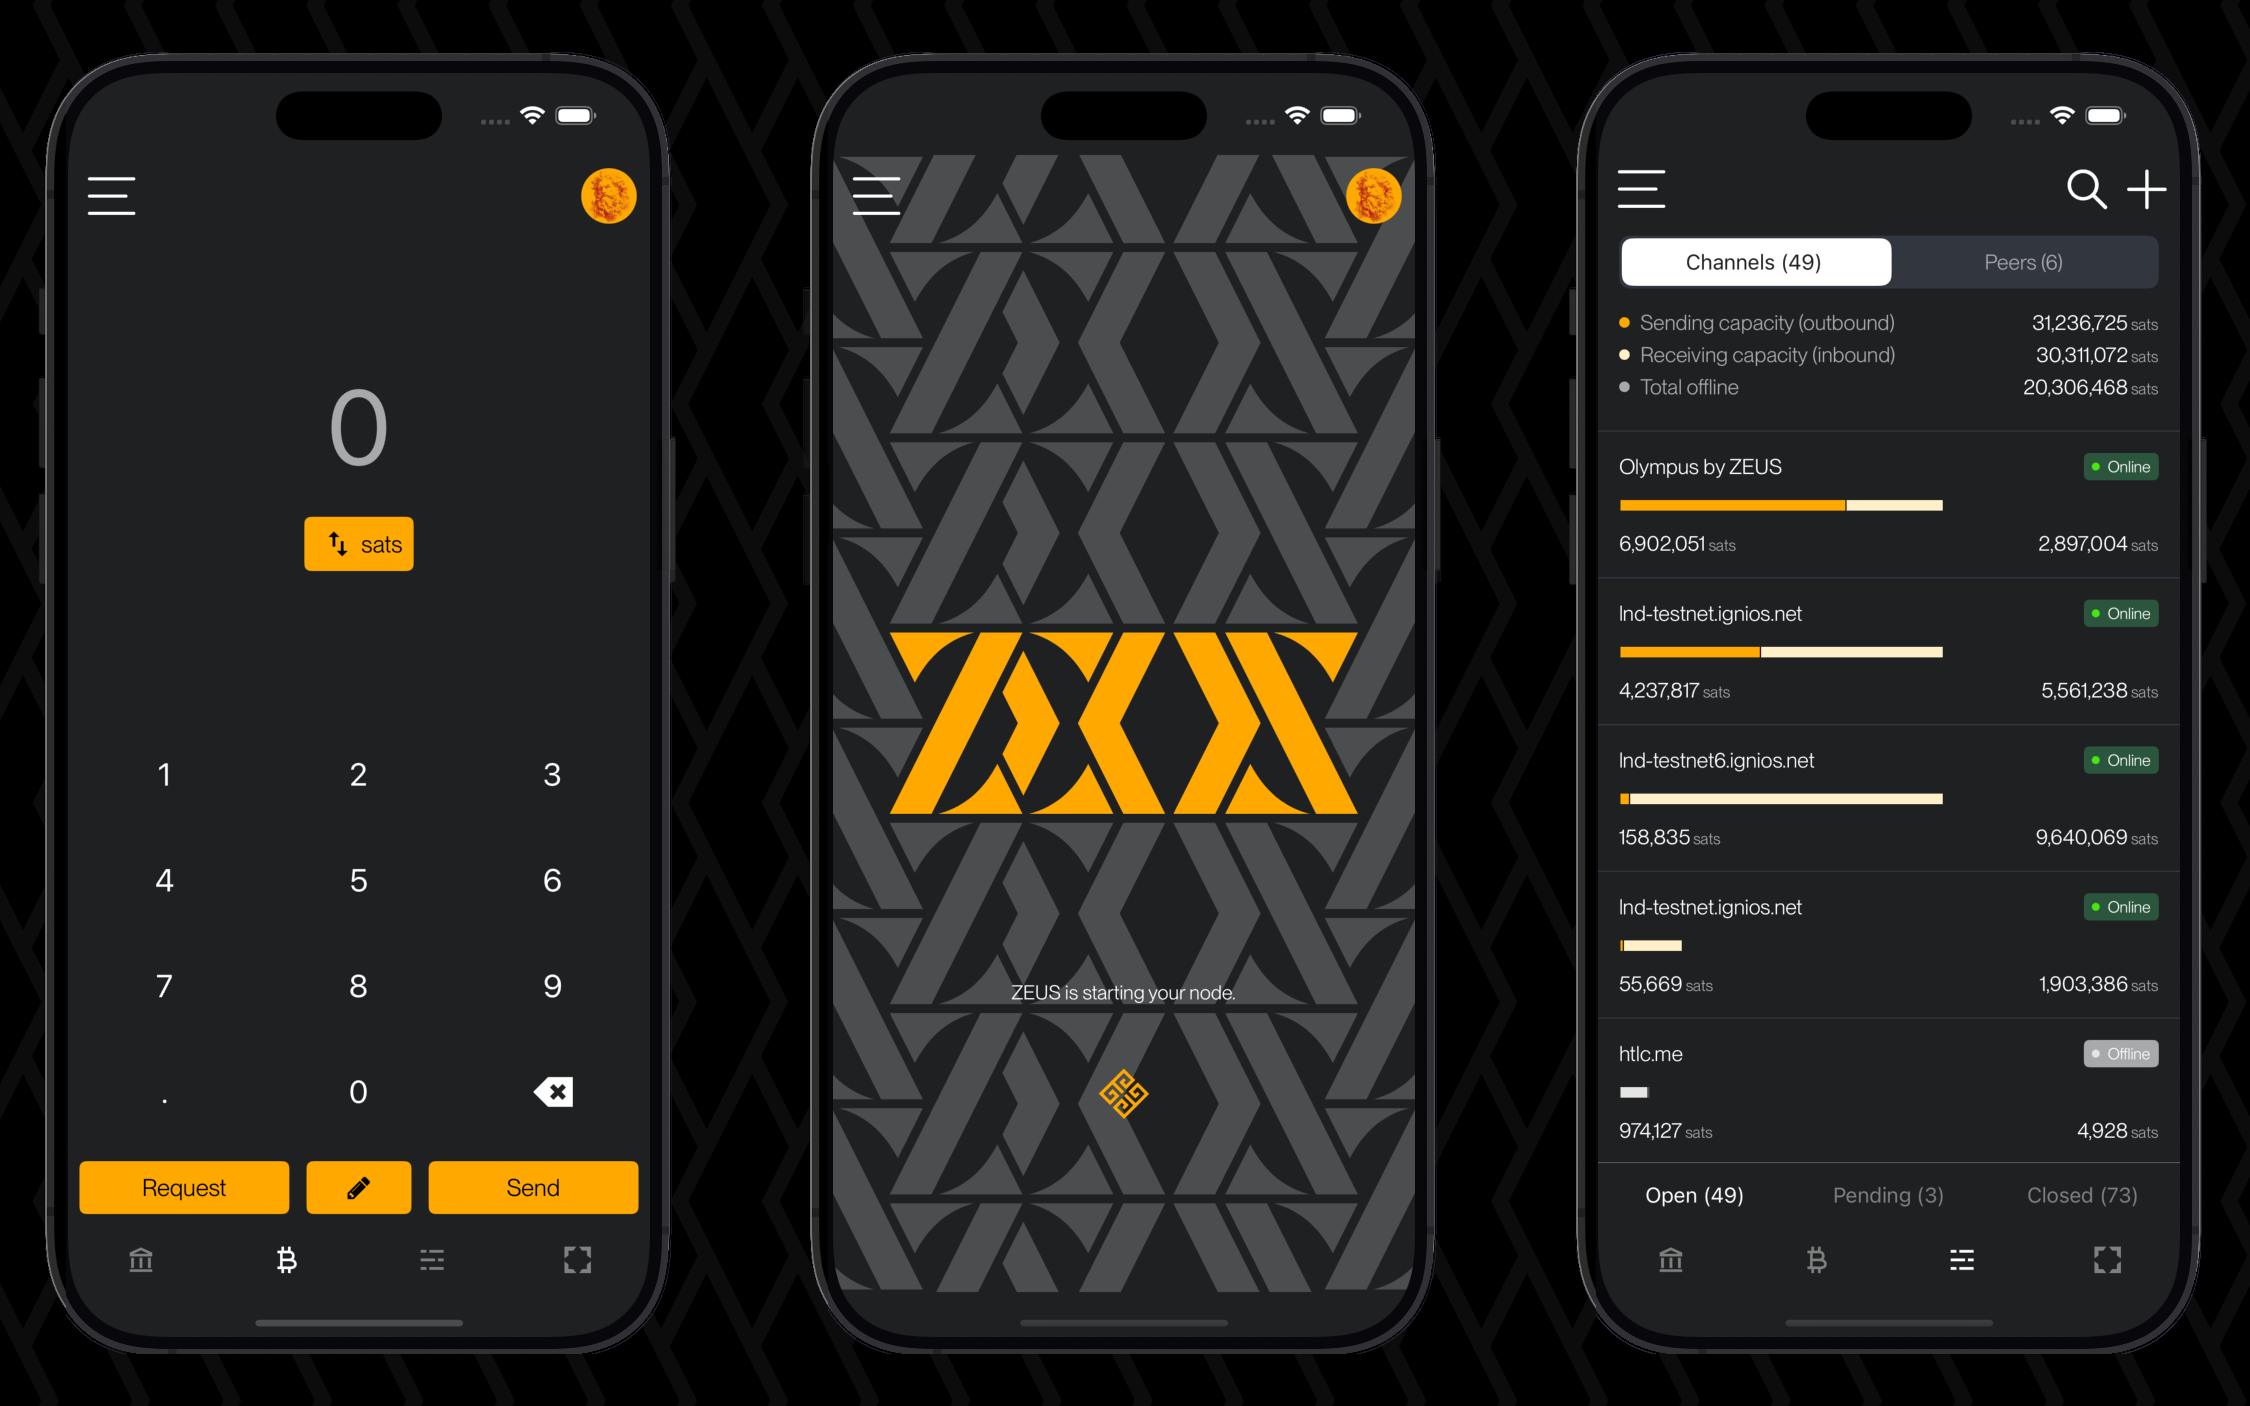 0
sats
1 2 3
4 5 6
7 8 9
. 0
Request Send
ZEUS
ZEUS is starting your node.
Channels (49) Peers (6)
Sending capacity (outbound) 31,236,725 sats
Receiving capacity (inbound) 30,311,072 sats
Total offline 20,306,468 sats
Olympus by ZEUS Online
6,902,051 sats 2,897,004 sats
lnd-testnet.ignios.net Online
4,237,817 sats 5,561,238 sats
lnd-testnet6.ignios.net Online
158,835 sats 9,640,069 sats
lnd-testnet.ignios.net Online
55,669 sats 1,903,386 sats
htlc.me Offline
974,127 sats 4,928 sats
Open (49) Pending (3) Closed (73)